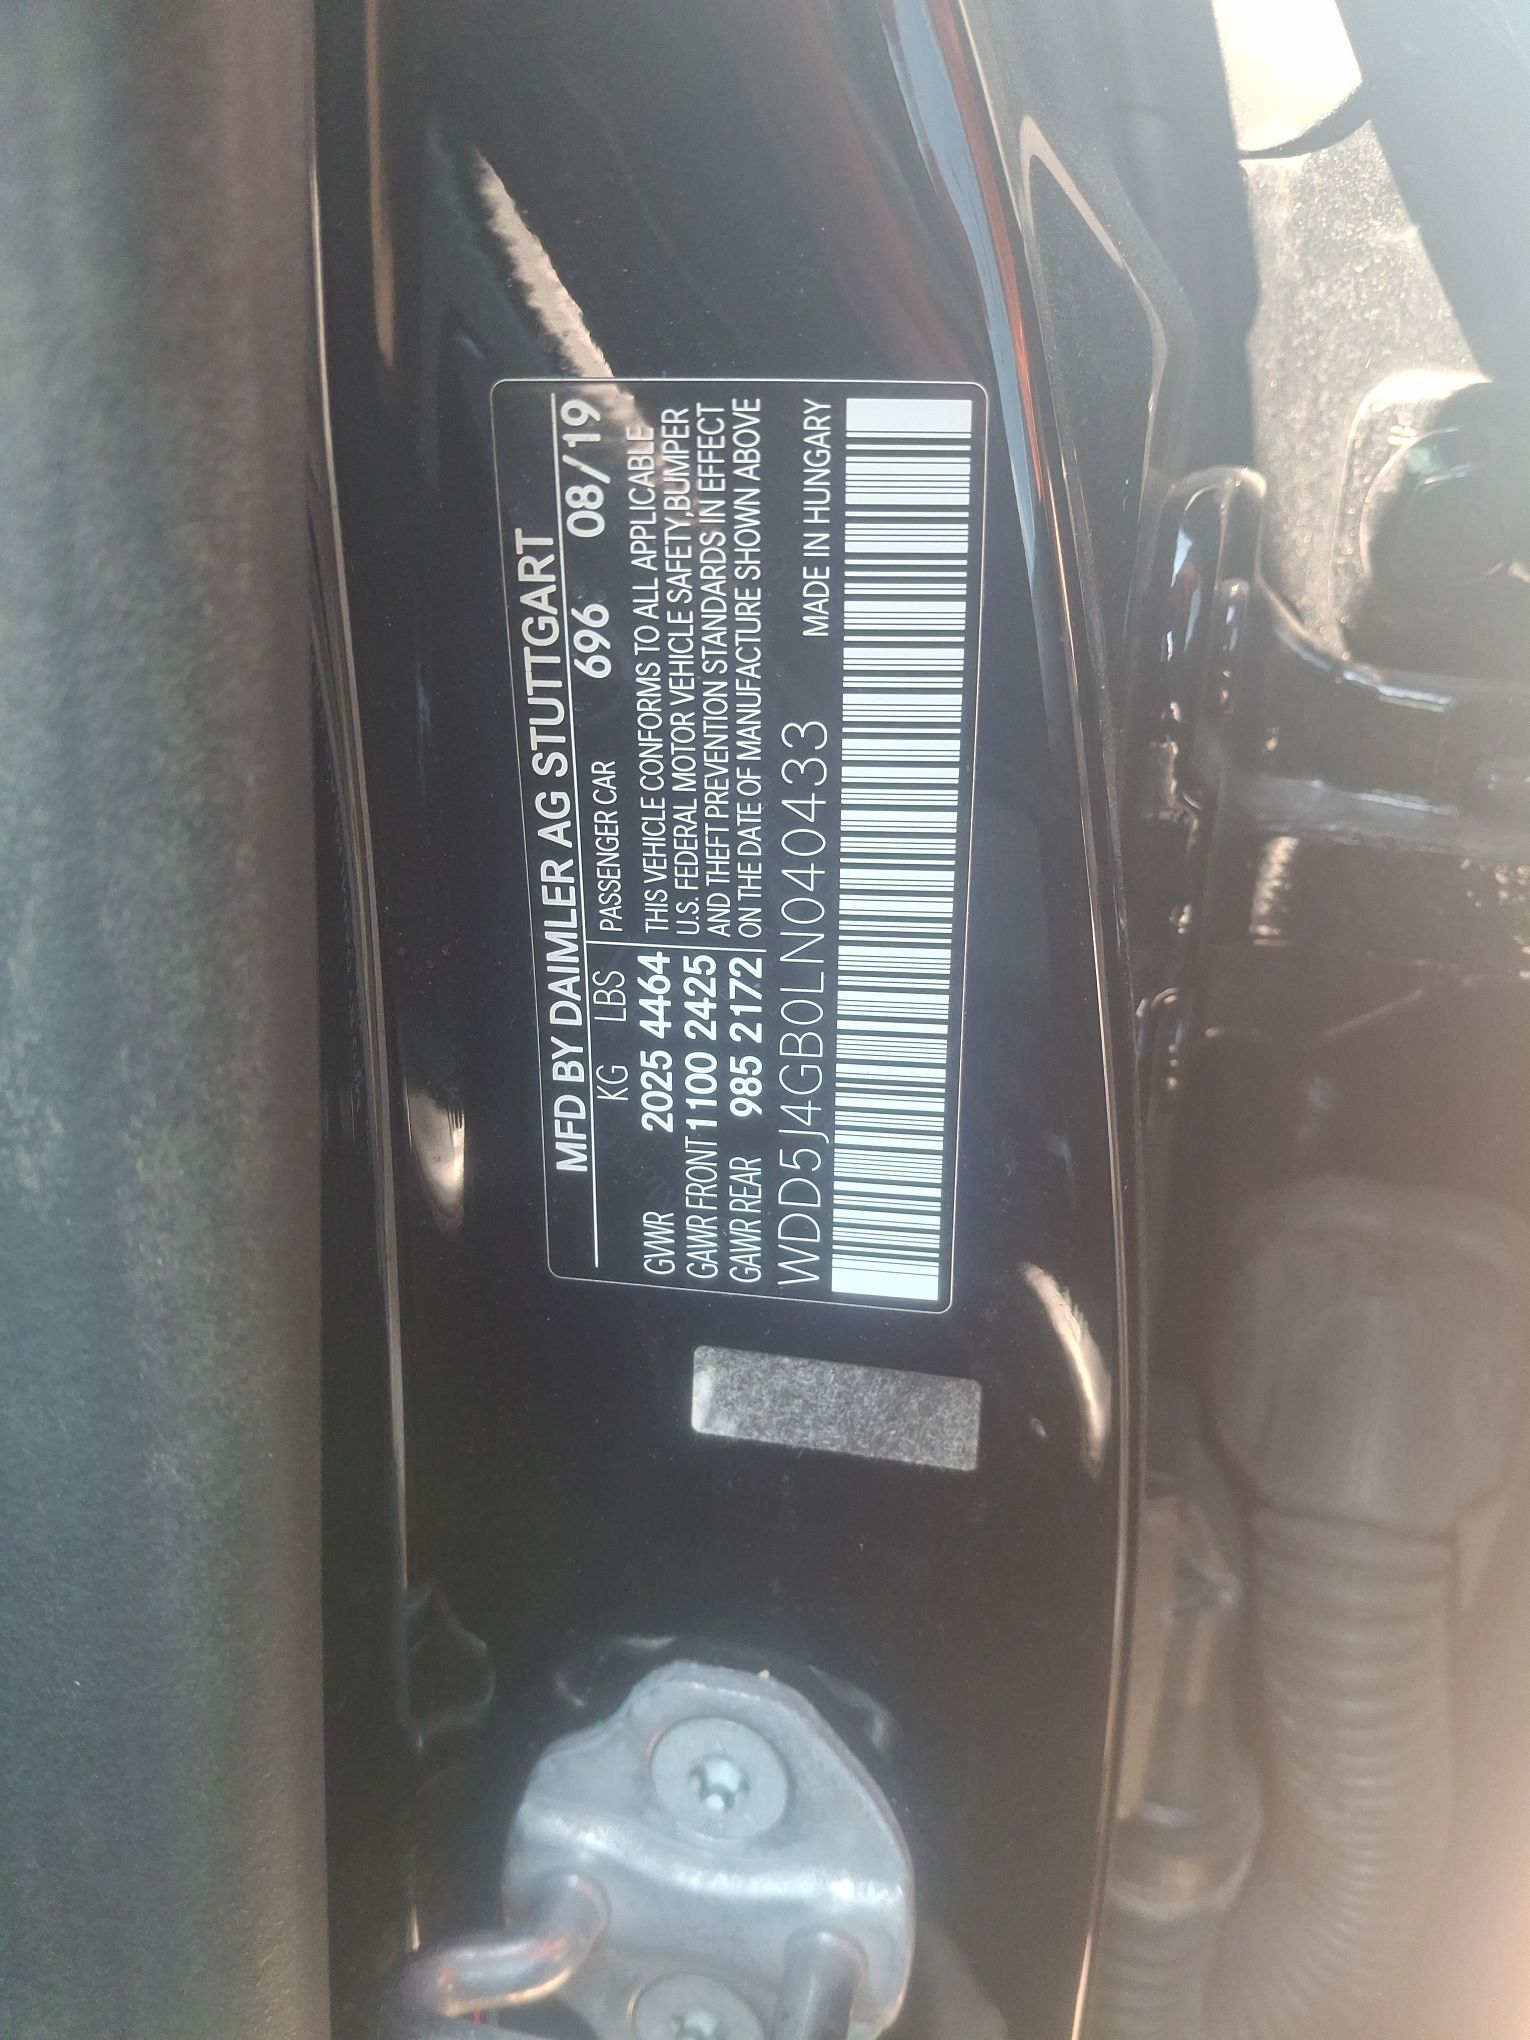 MFD BY DAIMLER AG STUTTGART
KG LBS PASSENGER CAR 696 08/19
GVWR 2025 4464 THIS VEHICLE CONFORMS TO ALL APPLICABLE
GAWR FRONT 1100 2425 U.S. FEDERAL MOTOR VEHICLE SAFETY,BUMPER
AND THEFT PREVENTION STANDARDS IN EFFECT
GAWR REAR 985 2172 ON THE DATE OF MANUFACTURE SHOWN ABOVE
MADE IN HUNGARY
WDD5J4GB0LN040433